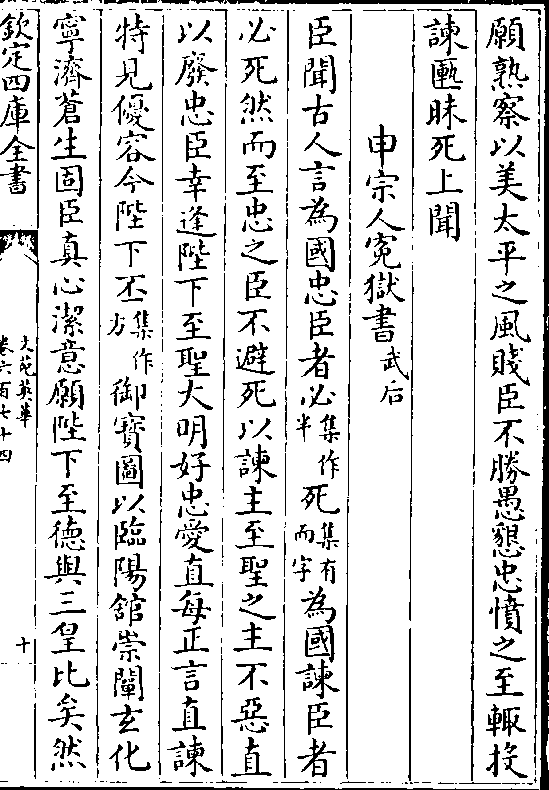 願熟察以美太平之風賤臣不勝愚懇忠憤之至輙投
諫匭昧死上聞
申宗人寃獄書武后
臣聞古人言為國忠臣者必集作半死集有而字為國諫臣者
必死然而至忠之臣不避死以諫主至聖之主不惡直
以廢忠臣幸逢陛下至聖大明好忠愛直每正言直諫
特見優容今陛下丕集作方御寳圖以臨陽舘崇闡玄化
寧濟蒼生固臣真心潔意願陛下至德與三皇比矣然
欽定四庫全書
文苑英華
卷六百七十四
十